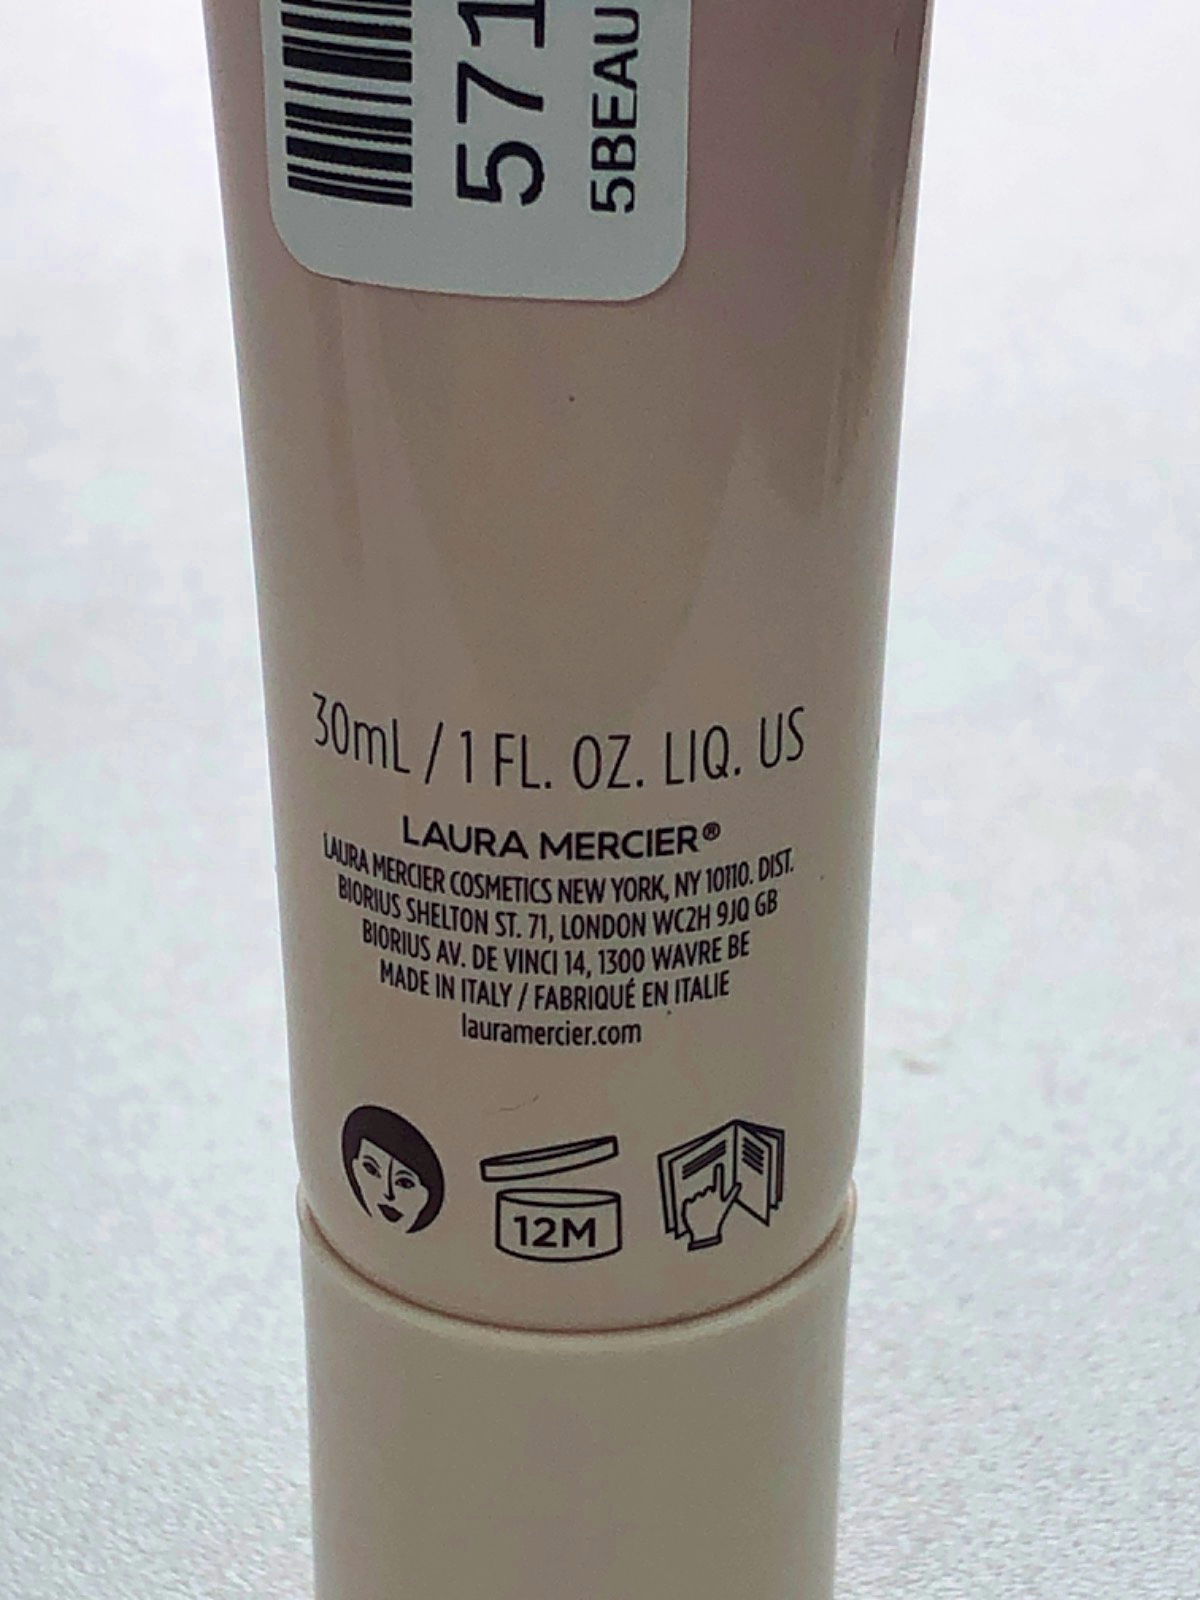 571
5BEAU
30mL / 1 FL. OZ. LIQ. US
LAURA MERCIER®
LAURA MERCIER COSMETICS NEW YORK, NY 10110. DIST.
BIORIUS SHELTON ST. 71, LONDON WC2H 9JQ GB
BIORIUS AV. DE VINCI 14, 1300 WAVRE BE
MADE IN ITALY / FABRIQUÉ EN ITALIE
lauramercier.com
12M